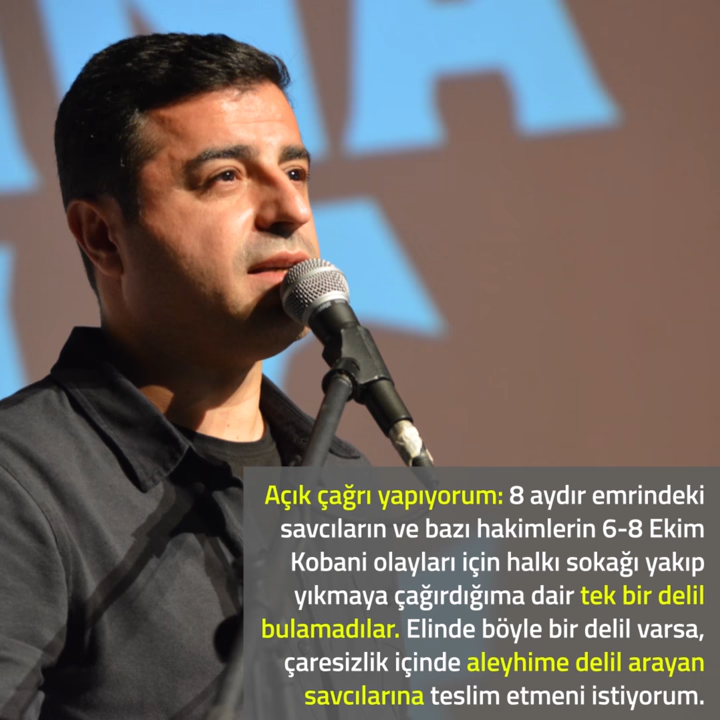 ANA
Açık çağrı yapıyorum: 8 aydır emrindeki
savcıların ve bazı hakimlerin 6-8 Ekim
Kobani olayları için halkı sokağı yakıp
yıkmaya çağırdığıma dair tek bir delil
bulamadılar. Elinde böyle bir delil varsa,
çaresizlik içinde aleyhime delil arayan
savcılarına teslim etmeni istiyorum.